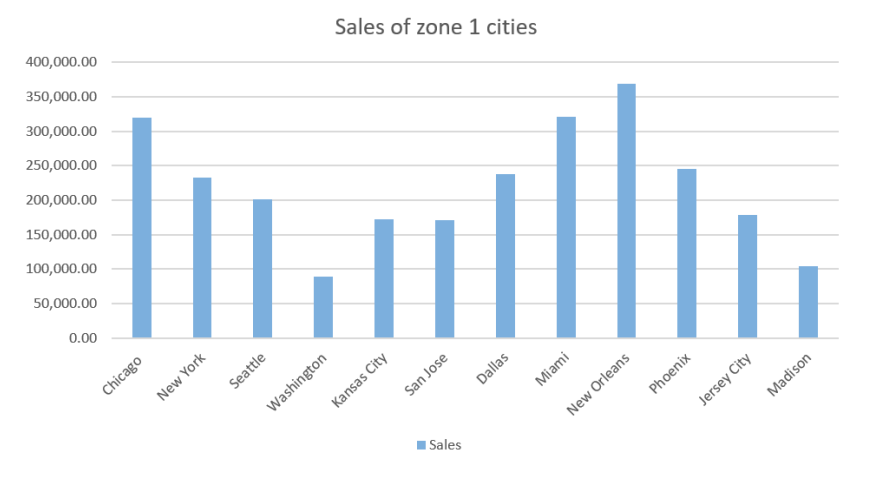 Sales of zone 1 cities
400,000.00
350,000.00
300,000.00
250,000.00
200,000.00
150,000.00
100,000.00
50,000.00
0.00
Chicago
New York
Seattle
Washington
Kansas City
San Jose
Dallas
Miami
New Orleans
Phoenix
Jersey City
Madison
Sales